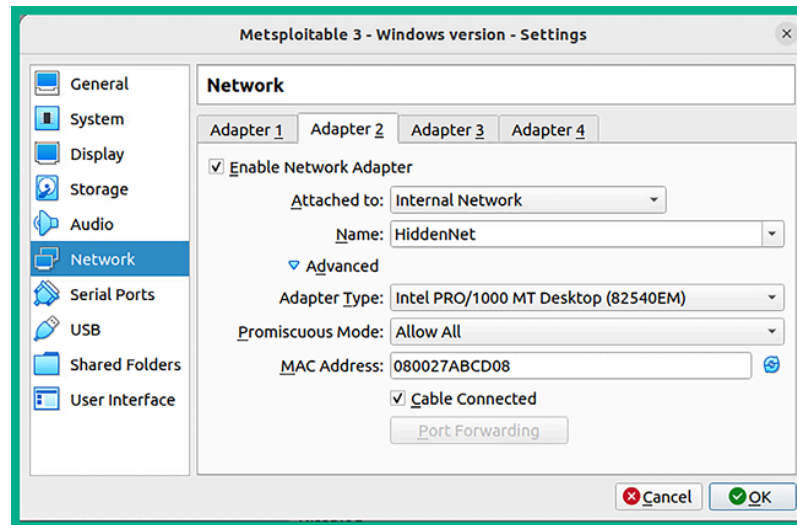 Metsploitable 3 - Windows version - Settings
General
System
Display
Storage
Audio
Network
Serial Ports
USB
Shared Folders
User Interface
Network
Adapter 1 Adapter 2 Adapter 3 Adapter 4
Enable Network Adapter
Attached to: Internal Network
Name: HiddenNet
Advanced
Adapter Type: Intel PRO/1000 MT Desktop (82540EM)
Promiscuous Mode: Allow All
MAC Address: 080027ABCD08
Cable Connected
Port Forwarding
Cancel OK